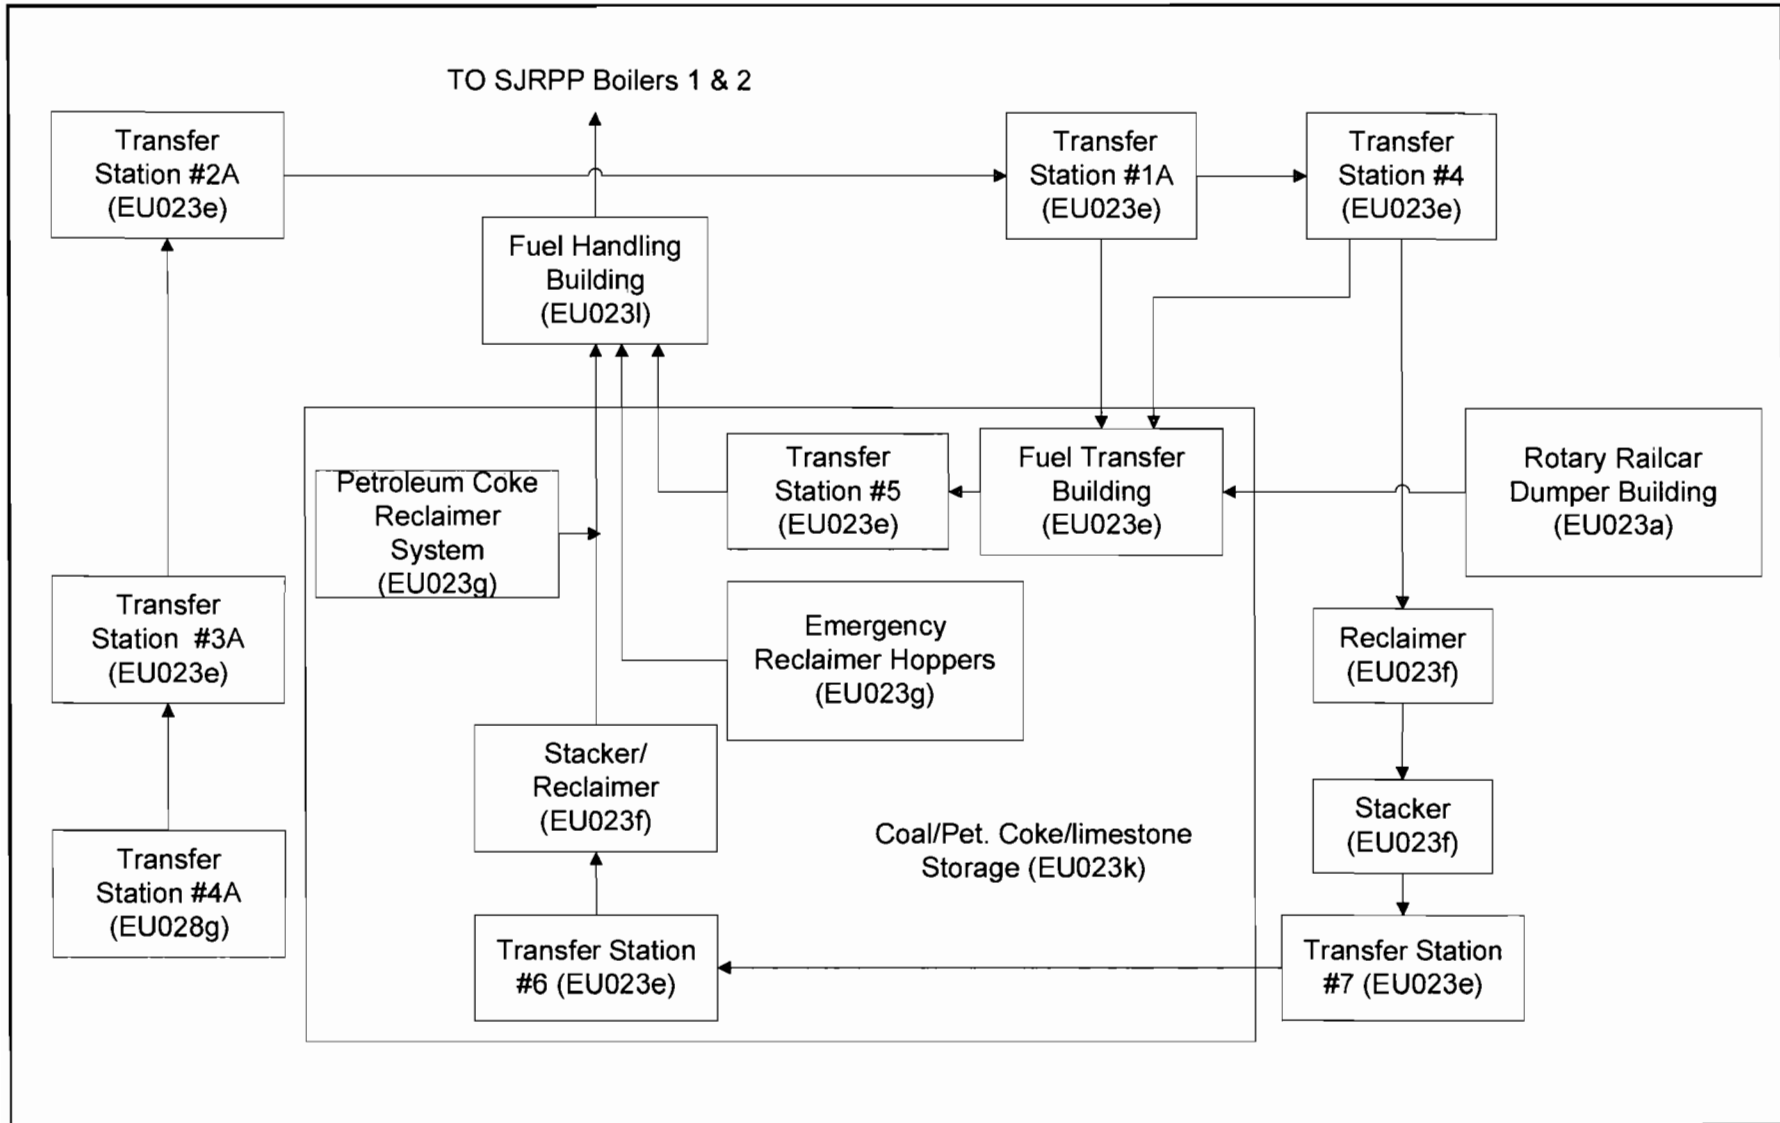 TO SJRPP Boilers 1 & 2
Transfer
Station #2A
(EU023e)
Transfer
Station #1A
(EU023e)
Transfer
Station #4
(EU023e)
Fuel Handling
Building
(EU023l)
Petroleum Coke
Reclaimer
System
(EU023g)
Transfer
Station #5
(EU023e)
Fuel Transfer
Building
(EU023e)
Rotary Railcar
Dumper Building
(EU023a)
Transfer
Station #3A
(EU023e)
Emergency
Reclaimer Hoppers
(EU023g)
Reclaimer
(EU023f)
Stacker/
Reclaimer
(EU023f)
Coal/Pet. Coke/limestone
Storage (EU023k)
Stacker
(EU023f)
Transfer
Station #4A
(EU028g)
Transfer Station
#6 (EU023e)
Transfer Station
#7 (EU023e)